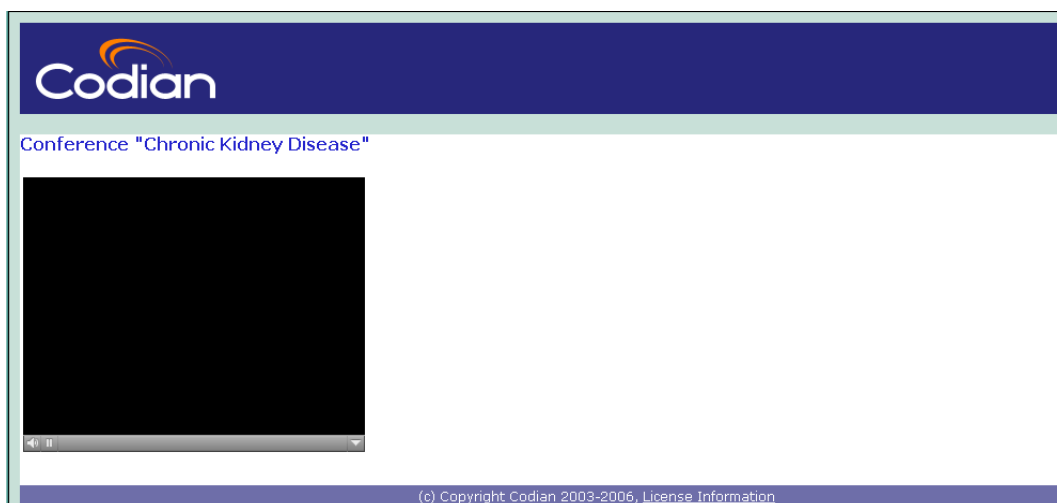 Codian
Conference "Chronic Kidney Disease"
(c) Copyright Codian 2003-2006, License Information